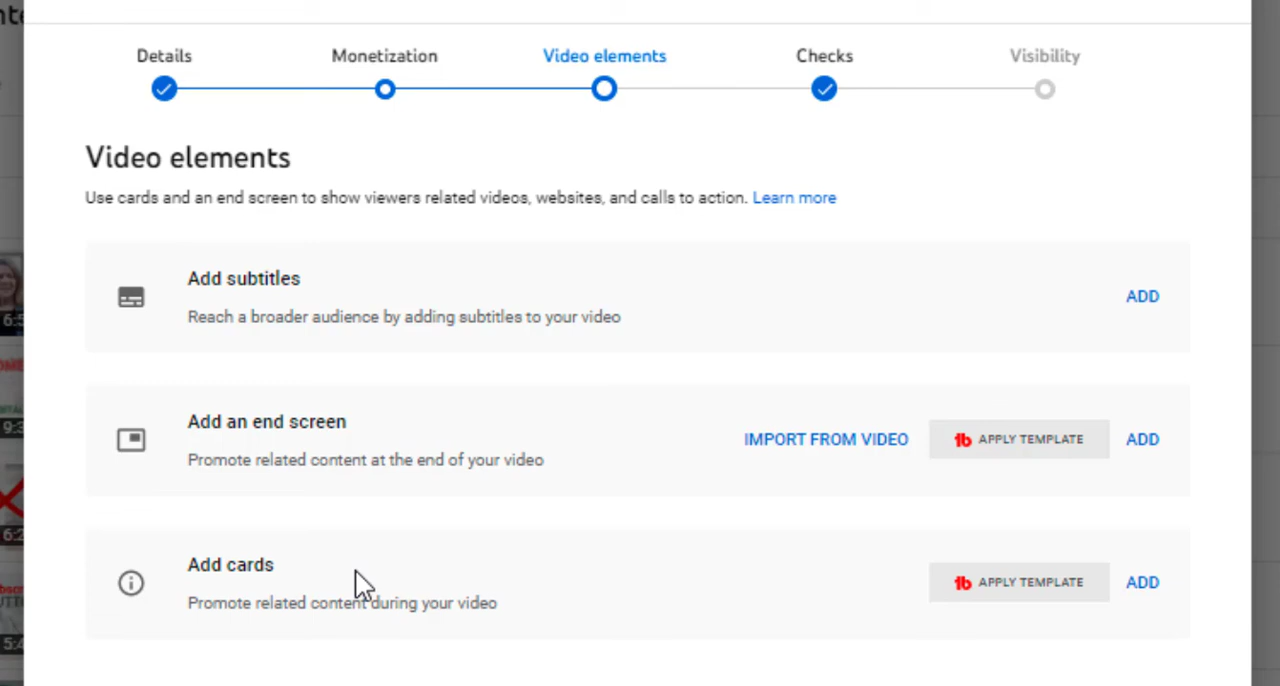 Details Monetization Video elements Checks Visibility
Video elements
Use cards and an end screen to show viewers related videos, websites, and calls to action. Learn more
Add subtitles
Reach a broader audience by adding subtitles to your video
ADD
Add an end screen
Promote related content at the end of your video
IMPORT FROM VIDEO
APPLY TEMPLATE
ADD
Add cards
Promote related content during your video
APPLY TEMPLATE
ADD